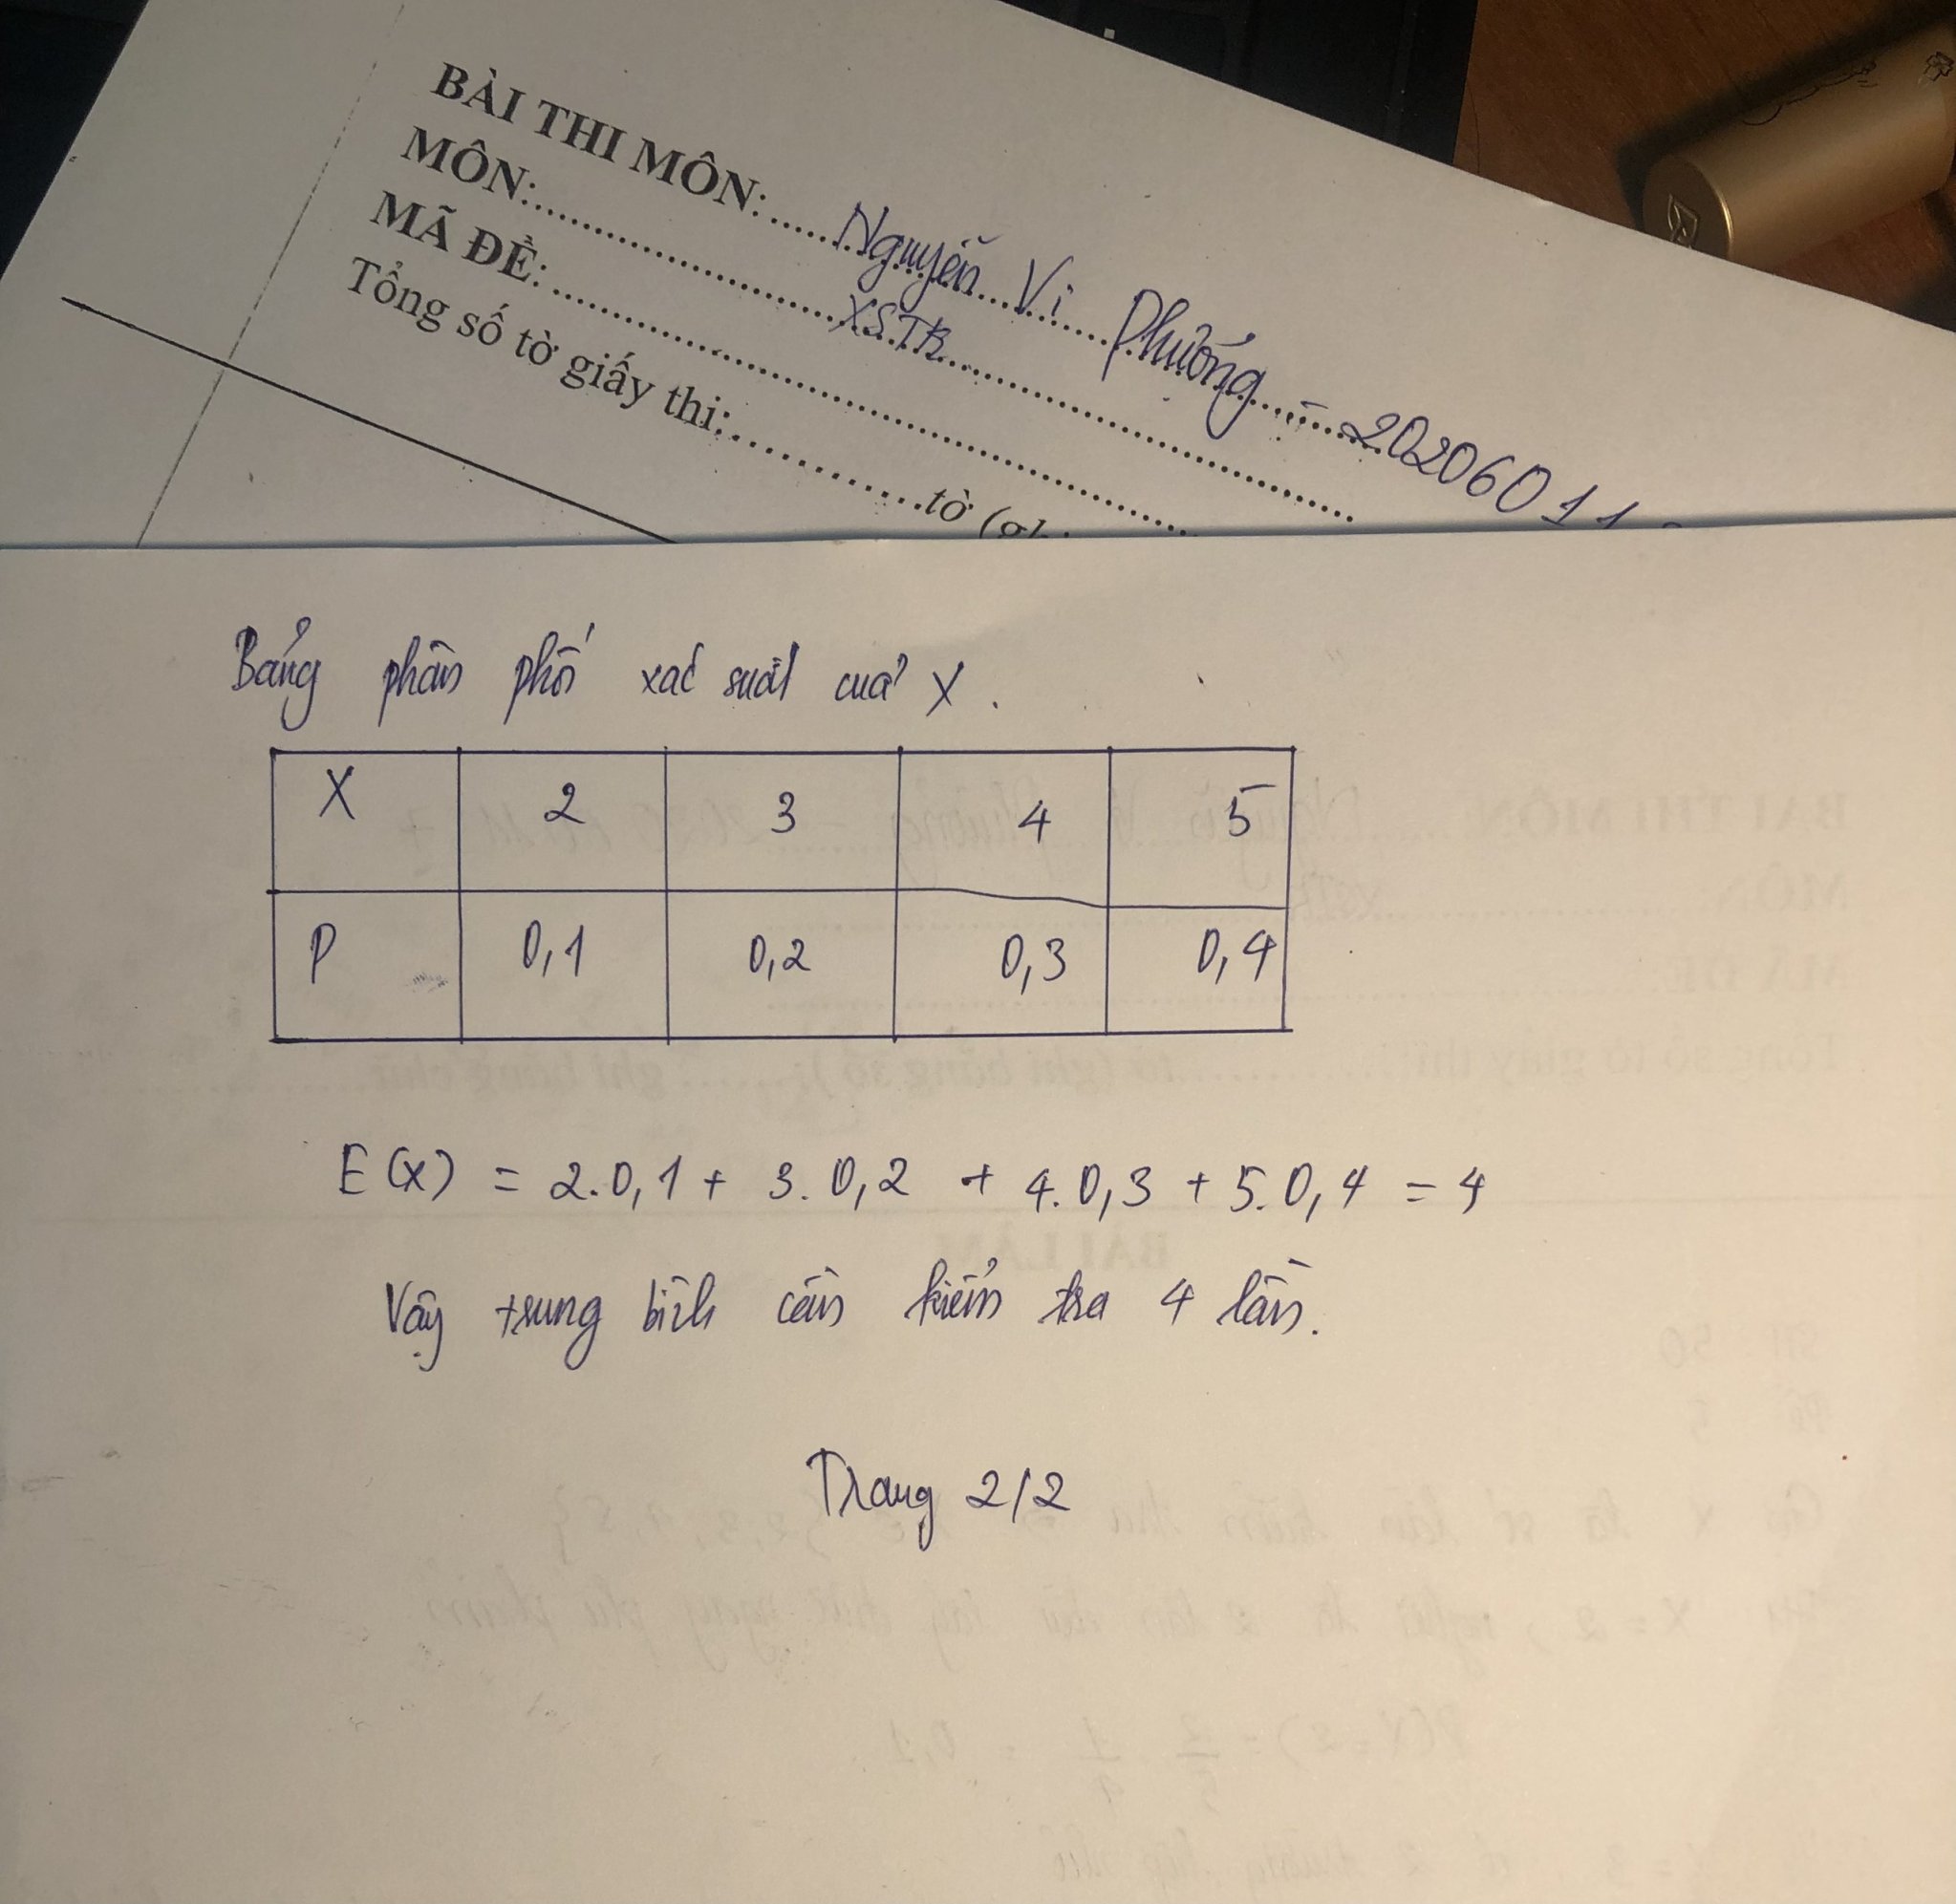 BÀI THI MÔN:.........Nguyễn Vi Phương - 20206011
MÔN:..........XSTK..........
MÃ ĐỀ:..........
Tổng số tờ giấy thi:..........tờ (ghi
Bảng phân phố xác suất của X.
X 2 3 4 5
P 0,1 0,2 0,3 0,4
E(X) = 2.0,1 + 3.0,2 + 4.0,3 + 5.0,4 = 4
Vậy trung bình cần kiểm tra 4 lần.
Trang 2/2